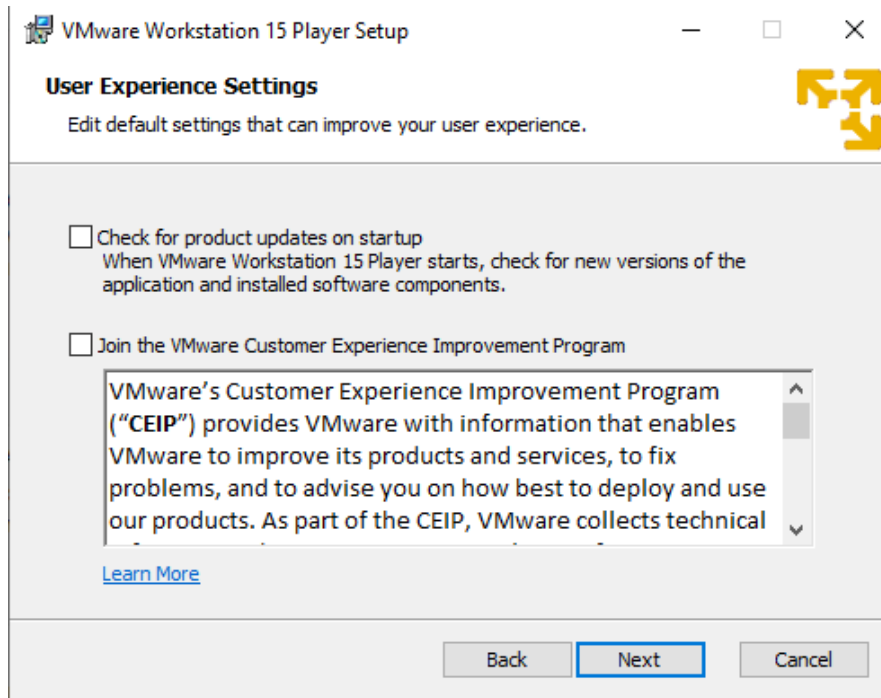 VMware Workstation 15 Player Setup
User Experience Settings
Edit default settings that can improve your user experience.
Check for product updates on startup
When VMware Workstation 15 Player starts, check for new versions of the
application and installed software components.
Join the VMware Customer Experience Improvement Program
VMware's Customer Experience Improvement Program
("CEIP") provides VMware with information that enables
VMware to improve its products and services, to fix
problems, and to advise you on how best to deploy and use
our products. As part of the CEIP, VMware collects technical
Learn More
Back
Next
Cancel